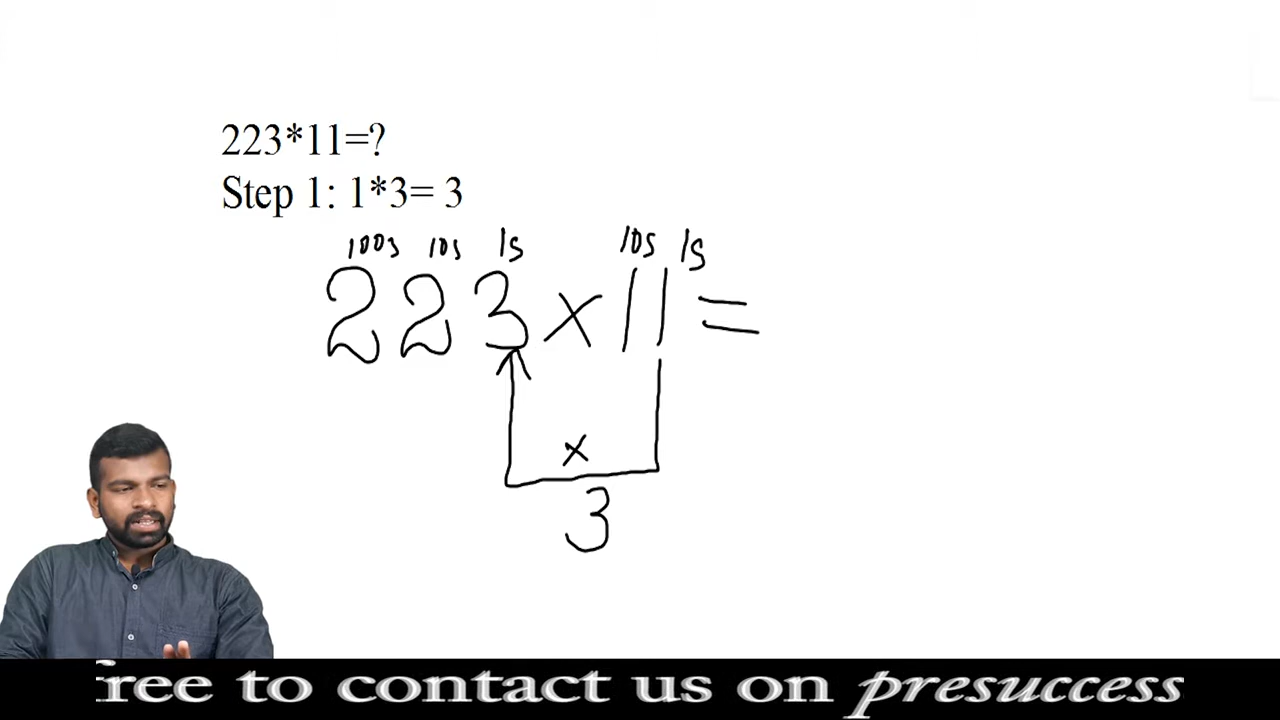 223*11=?
Step 1: 1*3= 3
100s 10s 1s 10s 1s
223×11=
×
3
free to contact us on presuccess